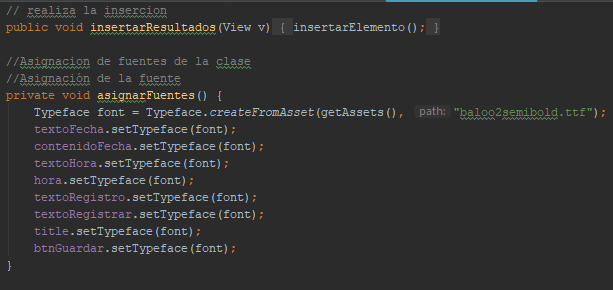 // realiza la insercion
public void insertarResultados(View v) { insertarElemento(); }
//Asignacion de fuentes de la clase
//Asignación de la fuente
private void asignarFuentes() {
Typeface font = Typeface.createFromAsset(getAssets(), path: "baloo2semibold.ttf");
textoFecha.setTypeface(font);
contenidoFecha.setTypeface(font);
textoHora.setTypeface(font);
hora.setTypeface(font);
textoRegistro.setTypeface(font);
textoRegistrar.setTypeface(font);
title.setTypeface(font);
btnGuardar.setTypeface(font);
}